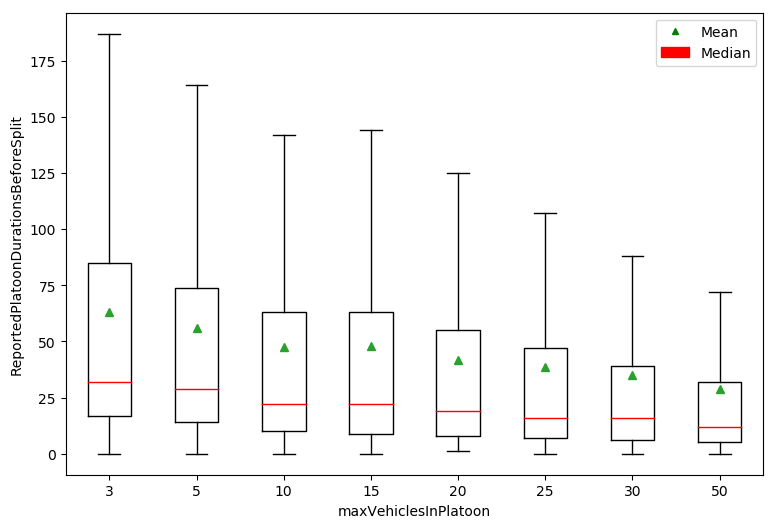 Mean
Median
ReportedPlatoonDurationsBeforeSplit
175
150
125
100
75
50
25
0
3 5 10 15 20 25 30 50
maxVehiclesInPlatoon